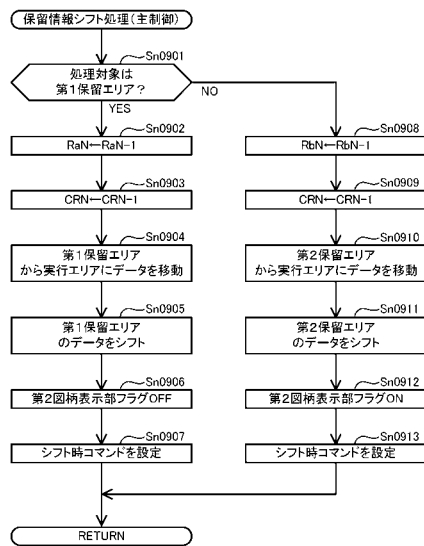 保留情報シフト処理(主制御)
Sn0901
処理対象は
第1保留エリア?
YES
NO
Sn0902
RaN←RaN-1
Sn0903
CRN←CRN-1
Sn0904
第1保留エリア
から実行エリアにデータを移動
Sn0905
第1保留エリア
のデータをシフト
Sn0906
第2図柄表示部フラグOFF
Sn0907
シフト時コマンドを設定
Sn0908
RbN←RbN-1
Sn0909
CRN←CRN-1
Sn0910
第2保留エリア
から実行エリアにデータを移動
Sn0911
第2保留エリア
のデータをシフト
Sn0912
第2図柄表示部フラグON
Sn0913
シフト時コマンドを設定
RETURN